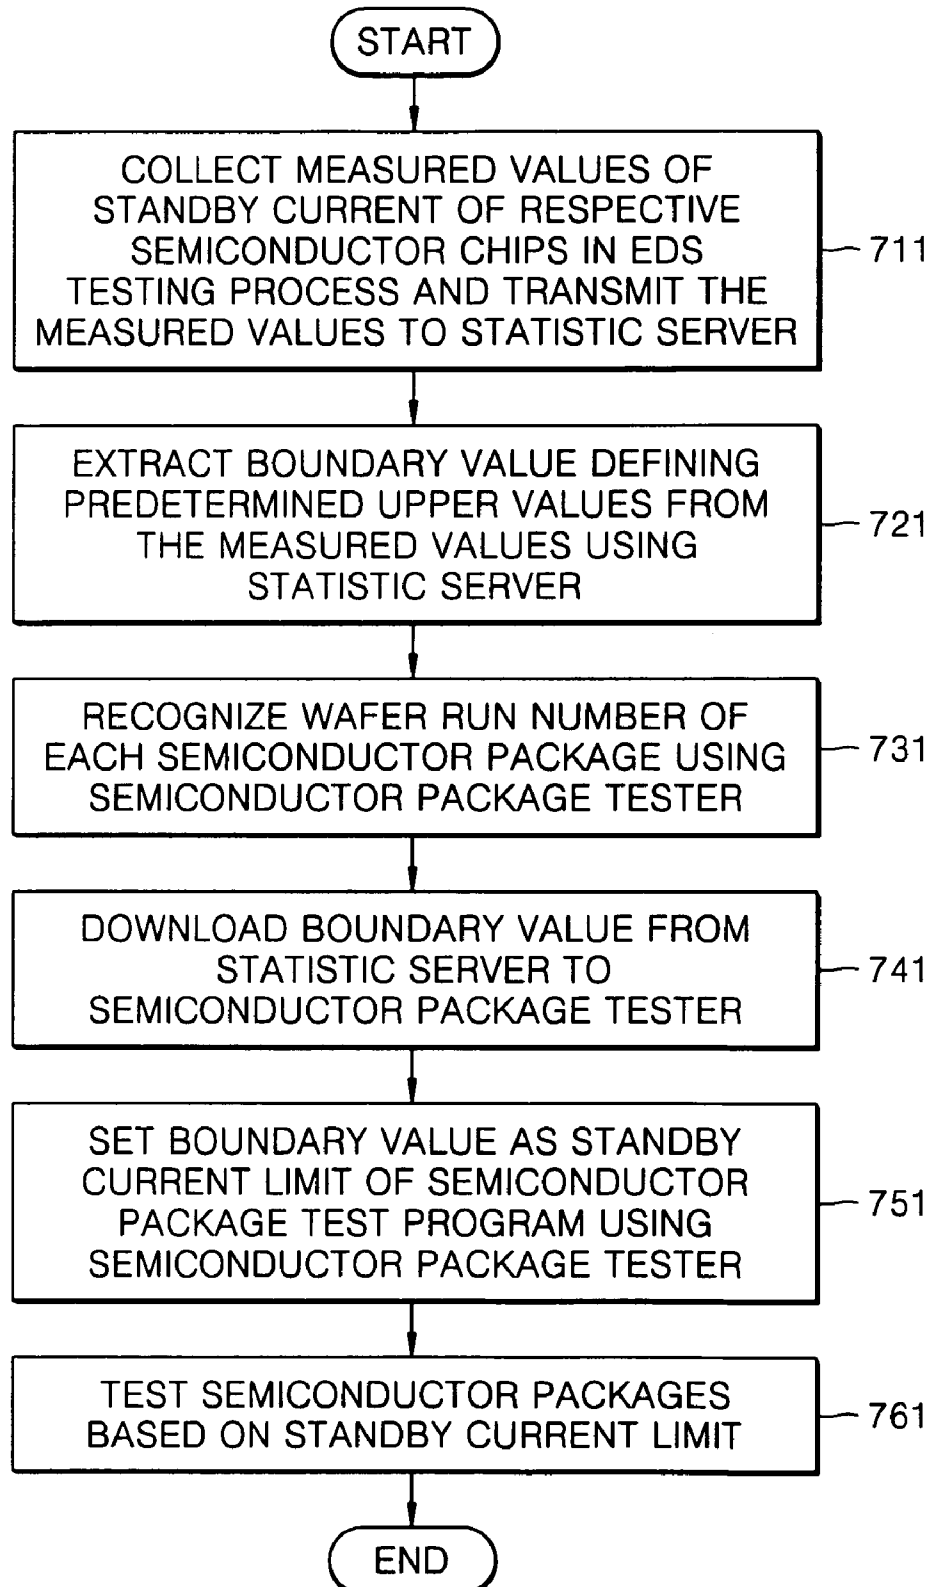 START
COLLECT MEASURED VALUES OF
STANDBY CURRENT OF RESPECTIVE
SEMICONDUCTOR CHIPS IN EDS
TESTING PROCESS AND TRANSMIT THE
MEASURED VALUES TO STATISTIC SERVER
711
EXTRACT BOUNDARY VALUE DEFINING
PREDETERMINED UPPER VALUES FROM
THE MEASURED VALUES USING
STATISTIC SERVER
721
RECOGNIZE WAFER RUN NUMBER OF
EACH SEMICONDUCTOR PACKAGE USING
SEMICONDUCTOR PACKAGE TESTER
731
DOWNLOAD BOUNDARY VALUE FROM
STATISTIC SERVER TO
SEMICONDUCTOR PACKAGE TESTER
741
SET BOUNDARY VALUE AS STANDBY
CURRENT LIMIT OF SEMICONDUCTOR
PACKAGE TEST PROGRAM USING
SEMICONDUCTOR PACKAGE TESTER
751
TEST SEMICONDUCTOR PACKAGES
BASED ON STANDBY CURRENT LIMIT
761
END